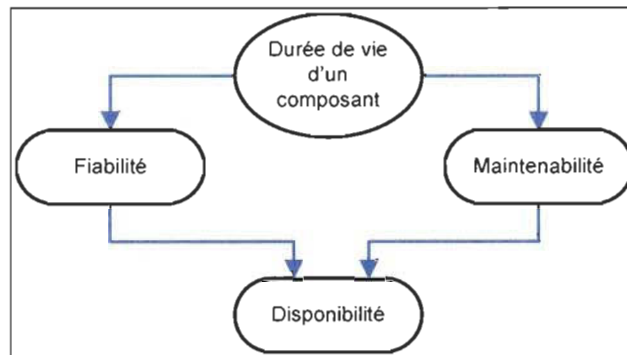 Durée de vie
d'un
composant
Fiabilité
Maintenabilité
Disponibilité